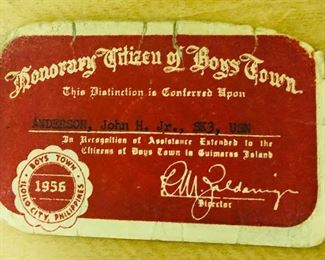 Honorary Citizen of Boys Town
This Distinction is Conferred Upon
ANDERSON, John H. Jr., SK3, USN
In Recognition of Assistance Extended to the
Citizens of Boys Town in Guimaras Island
BOYS TOWN
1956
ILOILO CITY, PHILIPPINES
Director